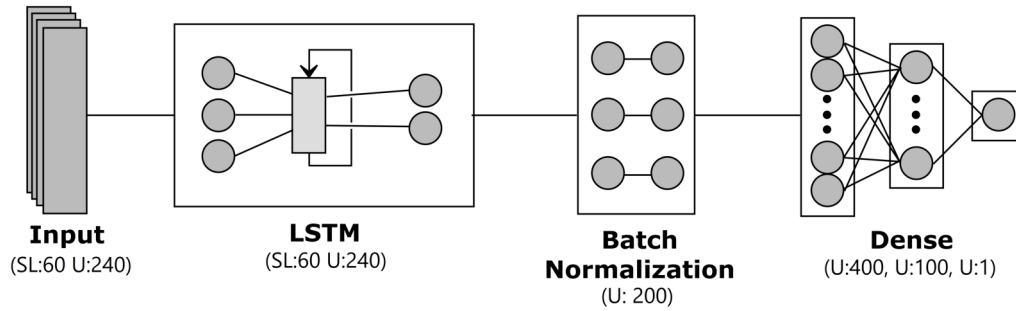 Input
(SL:60 U:240)
LSTM
(SL:60 U:240)
Batch
Normalization
(U: 200)
Dense
(U:400, U:100, U:1)